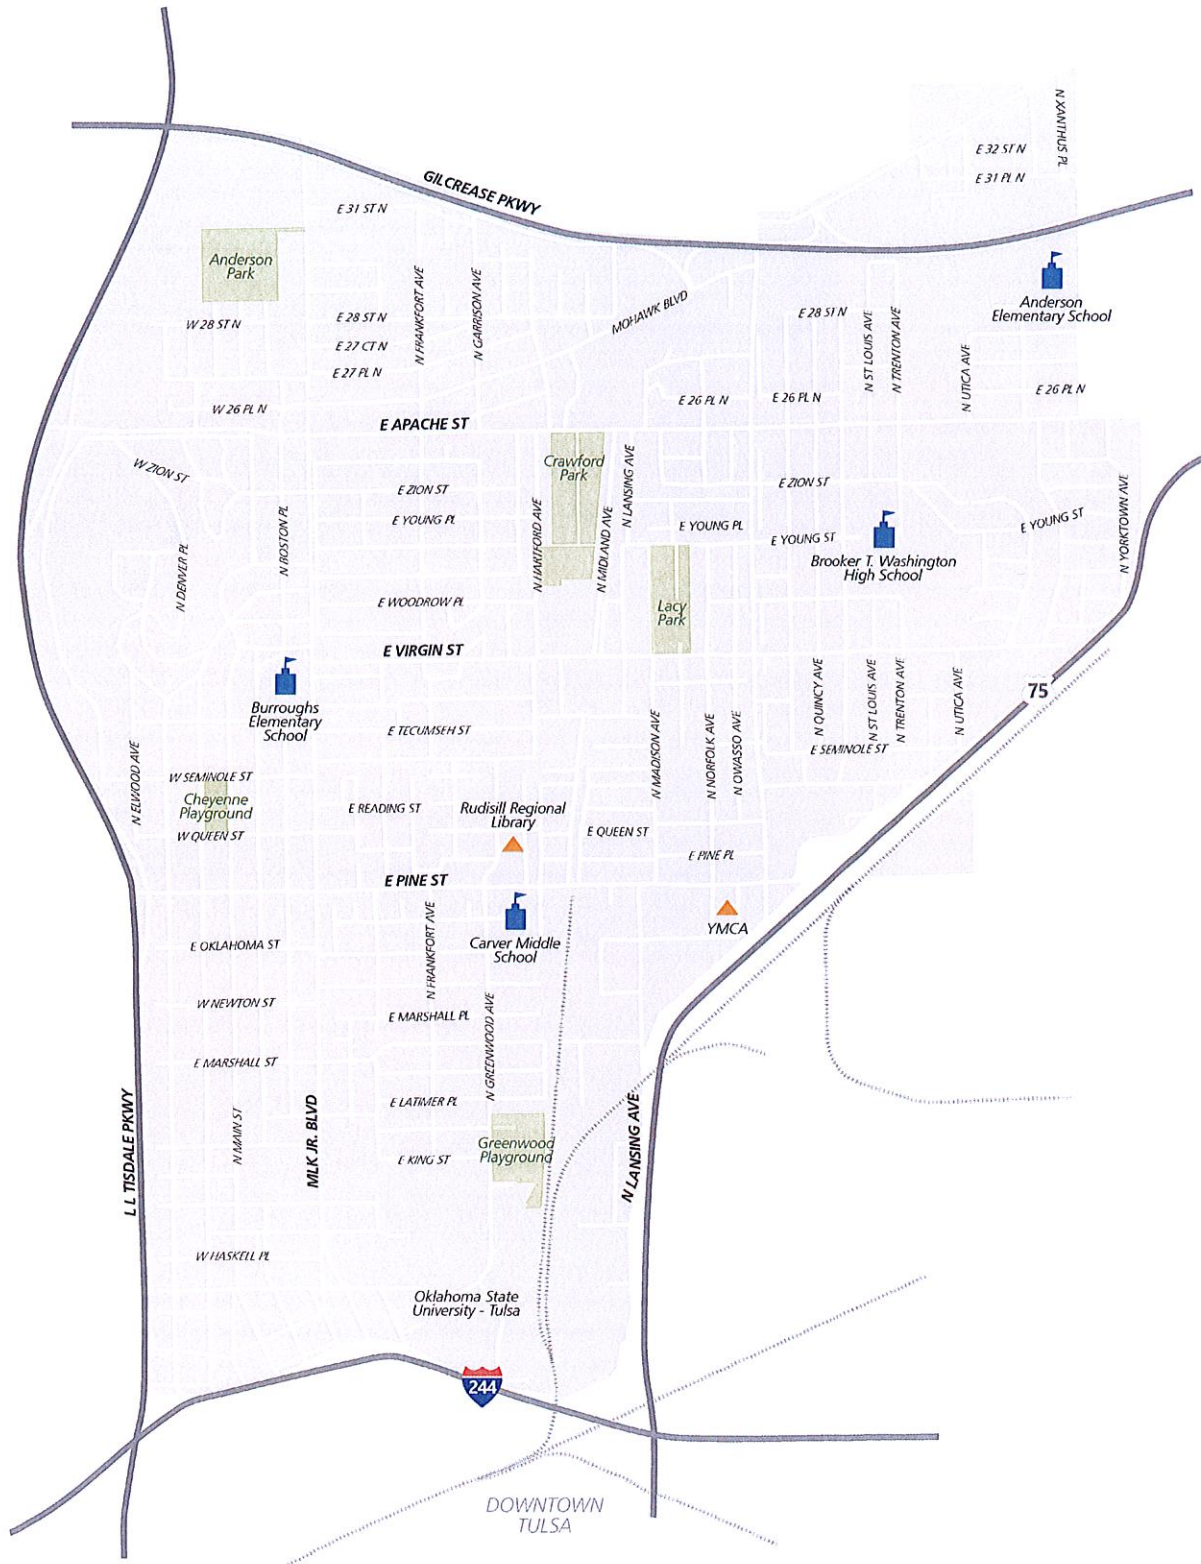 N XANTHUS PL
E 32 ST N
E 31 PL N
GILCREASE PKWY
E 31 ST N
Anderson
Park
N FRANKFORT AVE
N GARRISON AVE
MOHAWK BLVD
Anderson
Elementary School
W 28 ST N
E 28 ST N
E 28 ST N
N ST LOUIS AVE
N TRENTON AVE
E 27 CT N
E 27 PL N
N UTICA AVE
W 26 PL N
E 26 PL N
E 26 PL N
E 26 PL N
E APACHE ST
W ZION ST
Crawford
Park
N LANSING AVE
E ZION ST
E ZION ST
N YORKTOWN AVE
N BOSTON PL
E YOUNG PL
N HARTFORD AVE
N MIDLAND AVE
E YOUNG PL
E YOUNG ST
E YOUNG ST
N DENVER PL
Brooker T. Washington
High School
E WOODROW PL
Lacy
Park
E VIRGIN ST
Burroughs
Elementary
School
N QUINCY AVE
N ST LOUIS AVE
N TRENTON AVE
N UTICA AVE
75
E TECUMSEH ST
N MADISON AVE
N NORFOLK AVE
N OWASSO AVE
E SEMINOLE ST
N ELWOOD AVE
W SEMINOLE ST
Cheyenne
Playground
E READING ST
Rudisill Regional
Library
W QUEEN ST
E QUEEN ST
E PINE PL
E PINE ST
N FRANKFORT AVE
Carver Middle
School
YMCA
E OKLAHOMA ST
W NEWTON ST
E MARSHALL PL
N GREENWOOD AVE
E MARSHALL ST
L L TISDALE PKWY
N MAIN ST
MLK JR. BLVD
E LATIMER PL
N LANSING AVE
Greenwood
Playground
E KING ST
W HASKELL PL
Oklahoma State
University - Tulsa
244
DOWNTOWN
TULSA